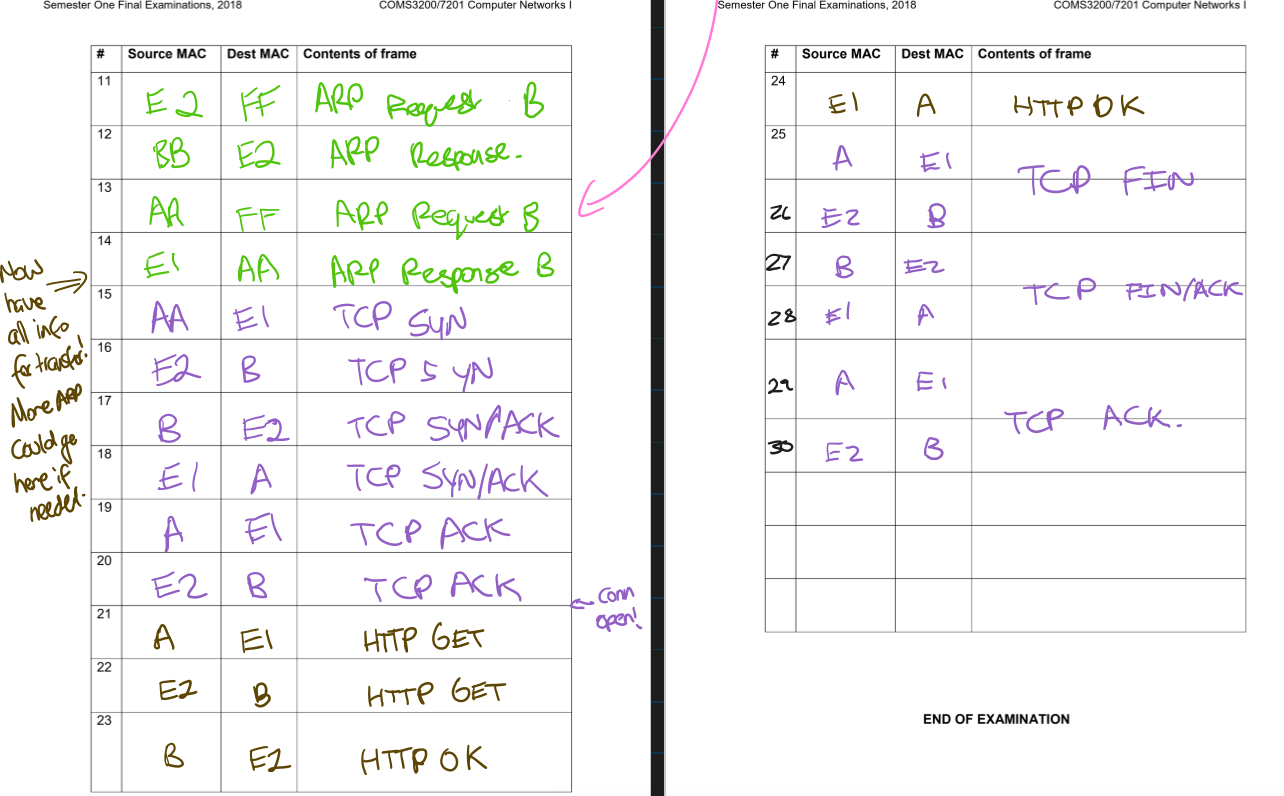 Semester One Final Examinations, 2018 COMS3200/7201 Computer Networks I
# Source MAC Dest MAC Contents of frame
11 E2 FF ARP Request B
12 BB E2 ARP Response.
13 AA FF ARP Request B
14 E1 AA ARP Response B
15 AA E1 TCP SYN
16 E2 B TCP SYN
17 B E2 TCP SYN/ACK
18 E1 A TCP SYN/ACK
19 A E1 TCP ACK
20 E2 B TCP ACK
21 A E1 HTTP GET
22 E2 B HTTP GET
23 B E2 HTTP OK
Now
have
all info
for transfer!
More ARP
could go
here if
needed.
conn
open!
Semester One Final Examinations, 2018 COMS3200/7201 Computer Networks I
# Source MAC Dest MAC Contents of frame
24 E1 A HTTP OK
25 A E1 TCP FIN
26 E2 B
27 B E2 TCP FIN/ACK
28 E1 A
29 A E1 TCP ACK.
30 E2 B
END OF EXAMINATION